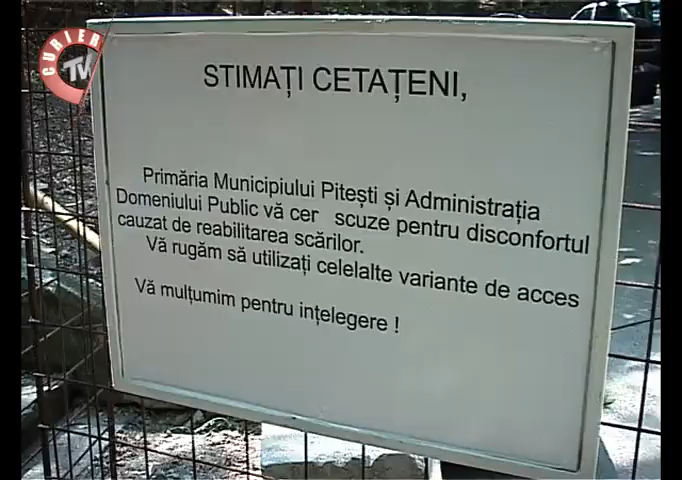 CURIER
TV
STIMAȚI CETAȚENI,
Primăria Municipiului Pitești și Administrația
Domeniului Public vă cer scuze pentru disconfortul
cauzat de reabilitarea scărilor.
Vă rugăm să utilizați celelalte variante de acces
Vă mulțumim pentru ințelegere !